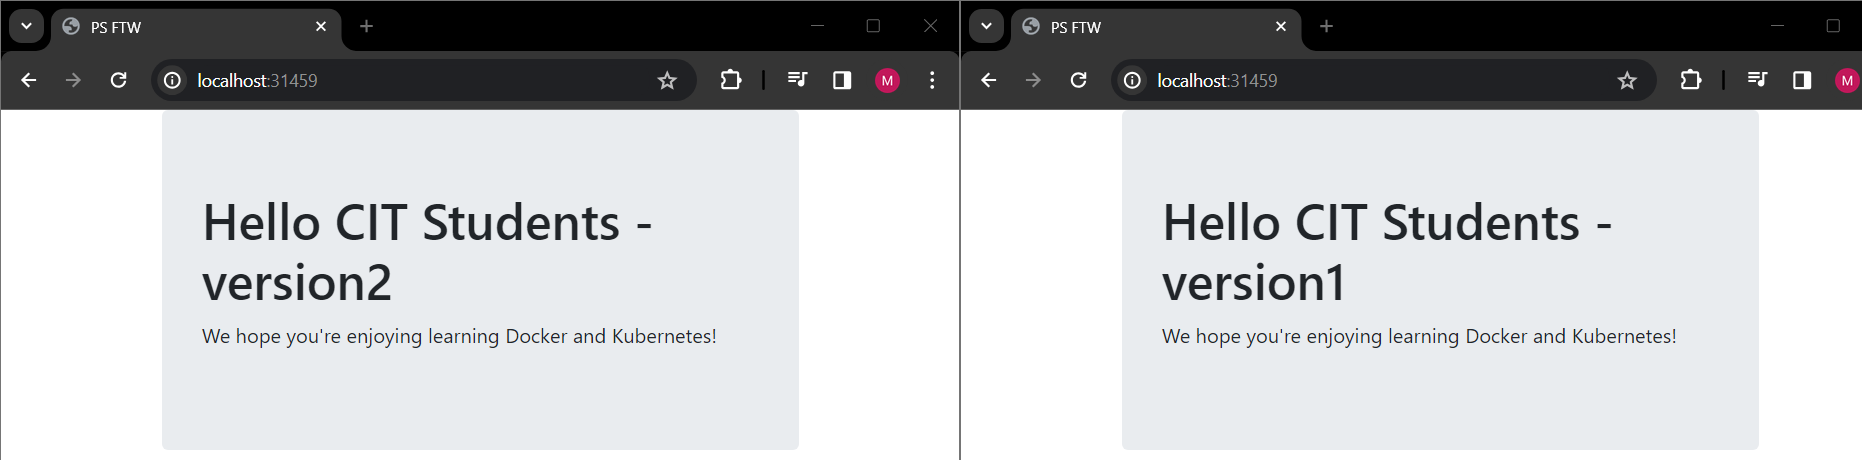 PS FTW
localhost:31459
M
Hello CIT Students -
version2
We hope you're enjoying learning Docker and Kubernetes!
PS FTW
localhost:31459
M
Hello CIT Students -
version1
We hope you're enjoying learning Docker and Kubernetes!